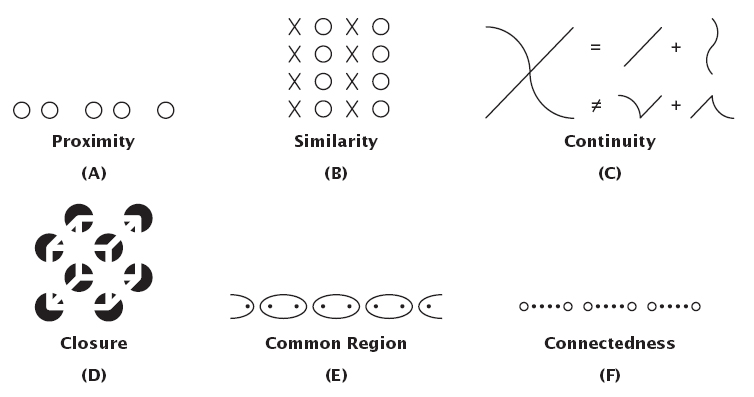 X O X O
X O X O
X O X O
X O X O
= +
≠ +
Proximity
(A)
Similarity
(B)
Continuity
(C)
Closure
(D)
Common Region
(E)
Connectedness
(F)